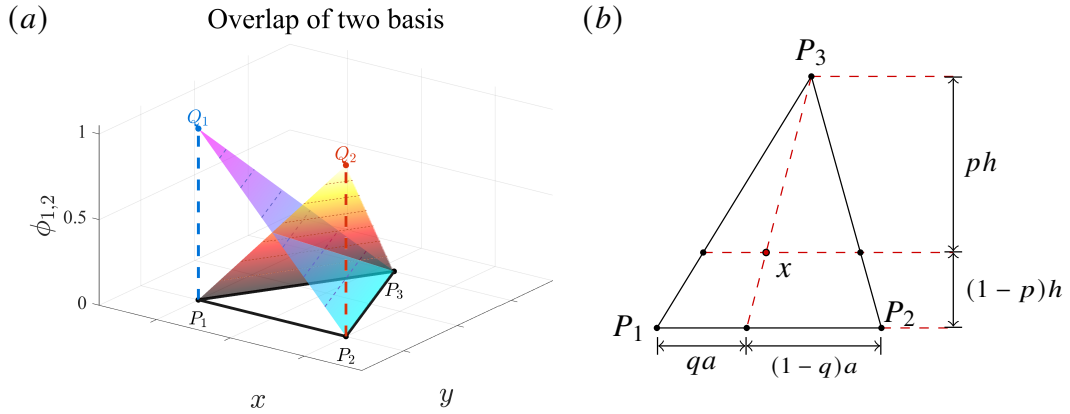 (a)
Overlap of two basis
Q₁
Q₂
1
0.5
0
ϕ₁,₂
P₁
P₂
P₃
x
y
(b)
P₃
ph
x
(1 − p)h
P₁
P₂
qa
(1 − q)a